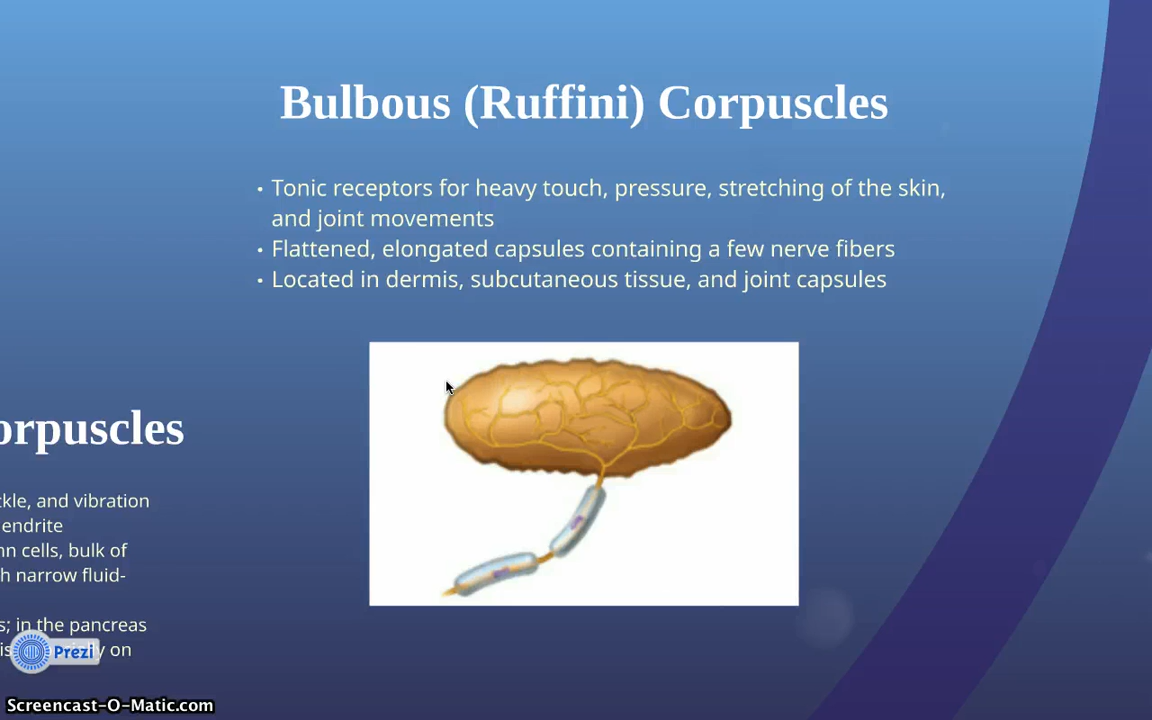 Bulbous (Ruffini) Corpuscles
• Tonic receptors for heavy touch, pressure, stretching of the skin,
and joint movements
• Flattened, elongated capsules containing a few nerve fibers
• Located in dermis, subcutaneous tissue, and joint capsules
orpuscles
kle, and vibration
endrite
nn cells, bulk of
h narrow fluid-
s; in the pancreas
on
Prezi
Screencast-O-Matic.com